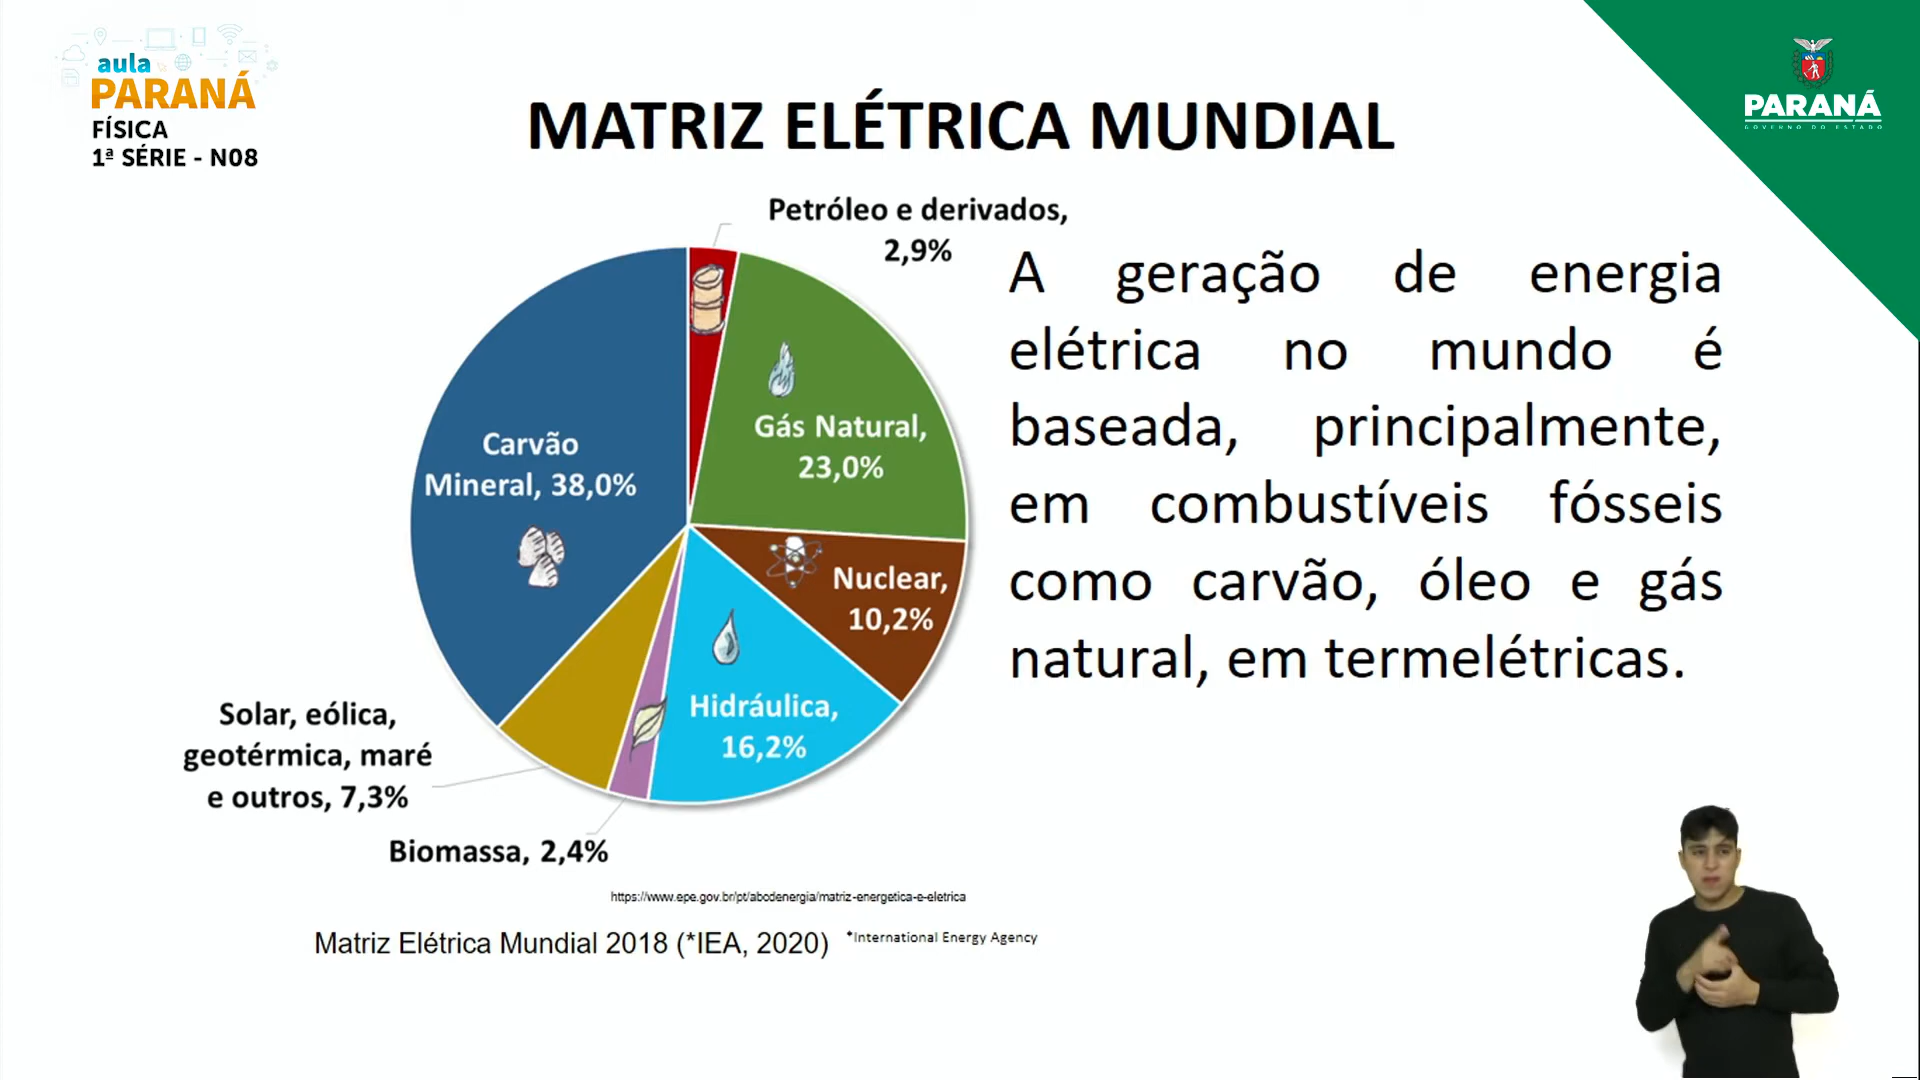 aula
PARANÁ
FÍSICA
1ª SÉRIE - N08
PARANÁ
GOVERNO DO ESTADO
MATRIZ ELÉTRICA MUNDIAL
Petróleo e derivados,
2,9%
Gás Natural,
23,0%
Carvão
Mineral, 38,0%
Nuclear,
10,2%
Hidráulica,
16,2%
Solar, eólica,
geotérmica, maré
e outros, 7,3%
Biomassa, 2,4%
A geração de energia
elétrica no mundo é
baseada, principalmente,
em combustíveis fósseis
como carvão, óleo e gás
natural, em termelétricas.
https://www.epe.gov.br/pt/abcdenergia/matriz-energetica-e-eletrica
Matriz Elétrica Mundial 2018 (*IEA, 2020)
*International Energy Agency